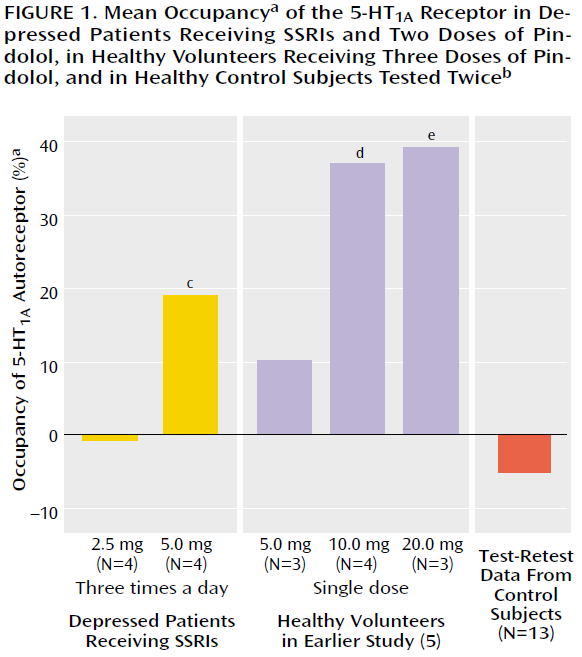 FIGURE 1. Mean Occupancyª of the 5-HT1A Receptor in De-
pressed Patients Receiving SSRIs and Two Doses of Pin-
dolol, in Healthy Volunteers Receiving Three Doses of Pin-
dolol, and in Healthy Control Subjects Tested Twiceb
Occupancy of 5-HT1A Autoreceptor (%)a
40
30
20
10
0
–10
c
d
e
2.5 mg
(N=4)
5.0 mg
(N=4)
Three times a day
Depressed Patients
Receiving SSRIs
5.0 mg
(N=3)
10.0 mg
(N=4)
20.0 mg
(N=3)
Single dose
Healthy Volunteers
in Earlier Study (5)
Test-Retest
Data From
Control
Subjects
(N=13)